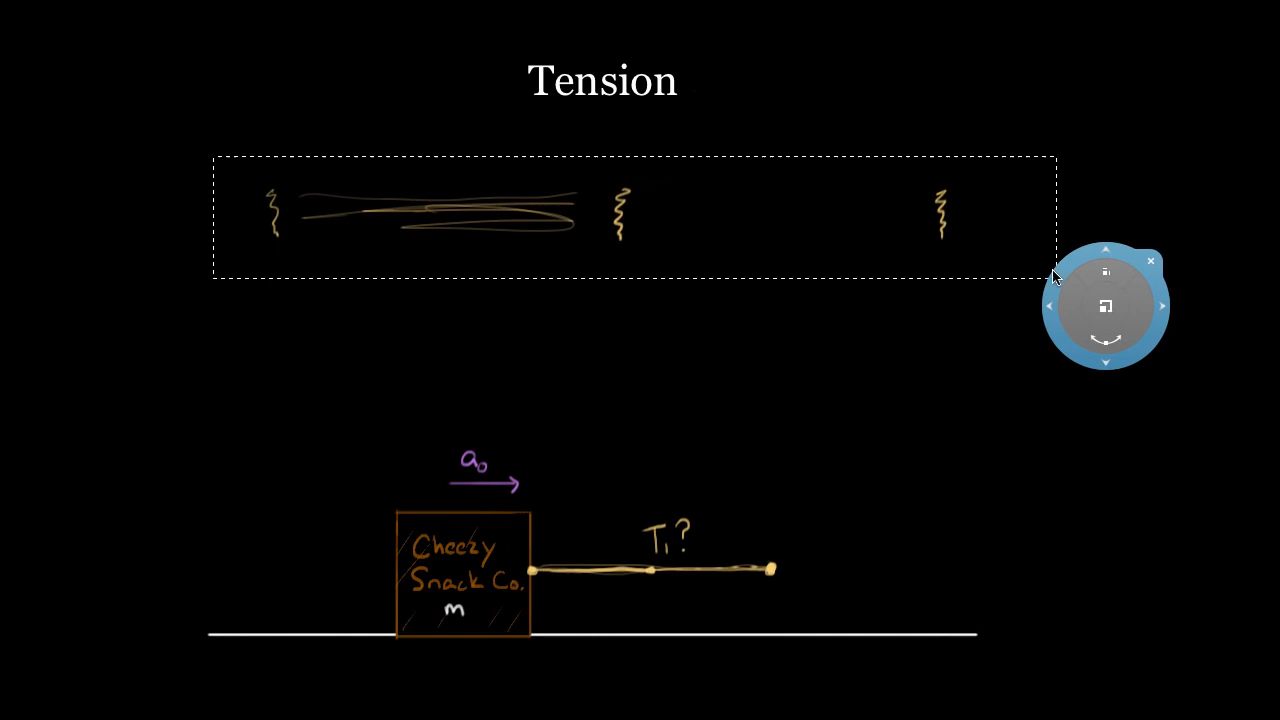 Tension
a₀
T₁?
Cheezy
Snack Co.
m